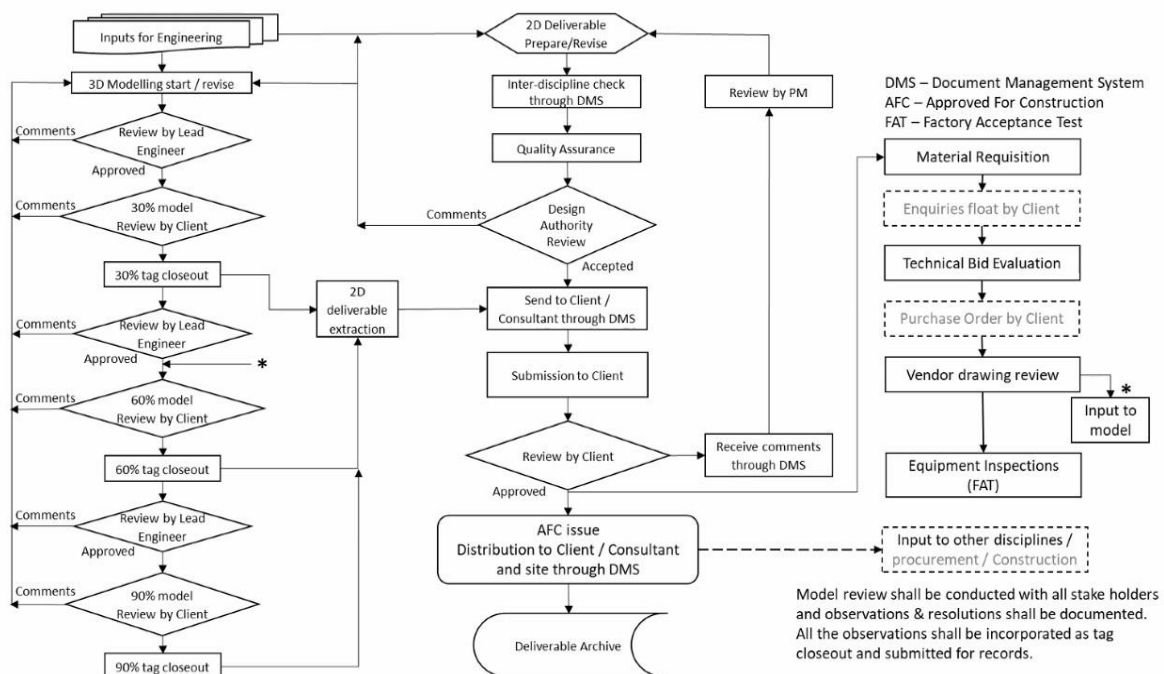 Inputs for Engineering
3D Modelling start / revise
Comments
Review by Lead
Engineer
Approved
Comments
30% model
Review by Client
30% tag closeout
Comments
Review by Lead
Engineer
Approved
*
Comments
60% model
Review by Client
60% tag closeout
Comments
Review by Lead
Engineer
Approved
Comments
90% model
Review by Client
90% tag closeout
2D
deliverable
extraction
2D Deliverable
Prepare/Revise
Inter-discipline check
through DMS
Quality Assurance
Comments
Design
Authority
Review
Accepted
Send to Client /
Consultant through DMS
Submission to Client
Review by Client
Approved
AFC issue
Distribution to Client / Consultant
and site through DMS
Deliverable Archive
Review by PM
Receive comments
through DMS
DMS – Document Management System
AFC – Approved For Construction
FAT – Factory Acceptance Test
Material Requisition
Enquiries float by Client
Technical Bid Evaluation
Purchase Order by Client
Vendor drawing review
*
Input to
model
Equipment Inspections
(FAT)
Input to other disciplines /
procurement / Construction
Model review shall be conducted with all stake holders
and observations & resolutions shall be documented.
All the observations shall be incorporated as tag
closeout and submitted for records.